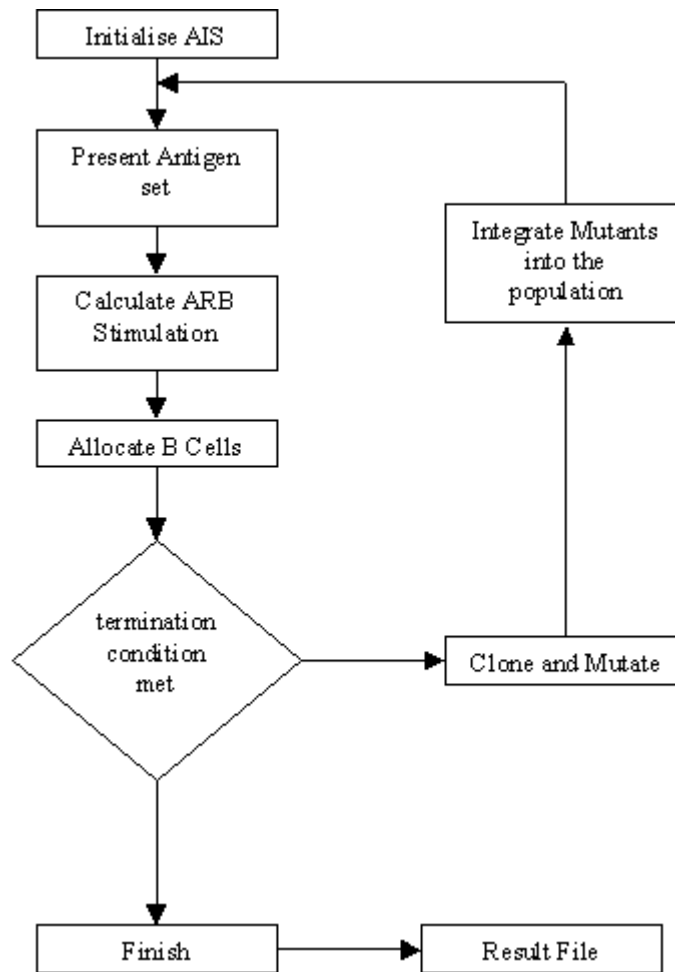 Initialise AIS
Present Antigen
set
Calculate ARB
Stimulation
Allocate B Cells
termination
condition
met
Clone and Mutate
Integrate Mutants
into the
population
Finish
Result File